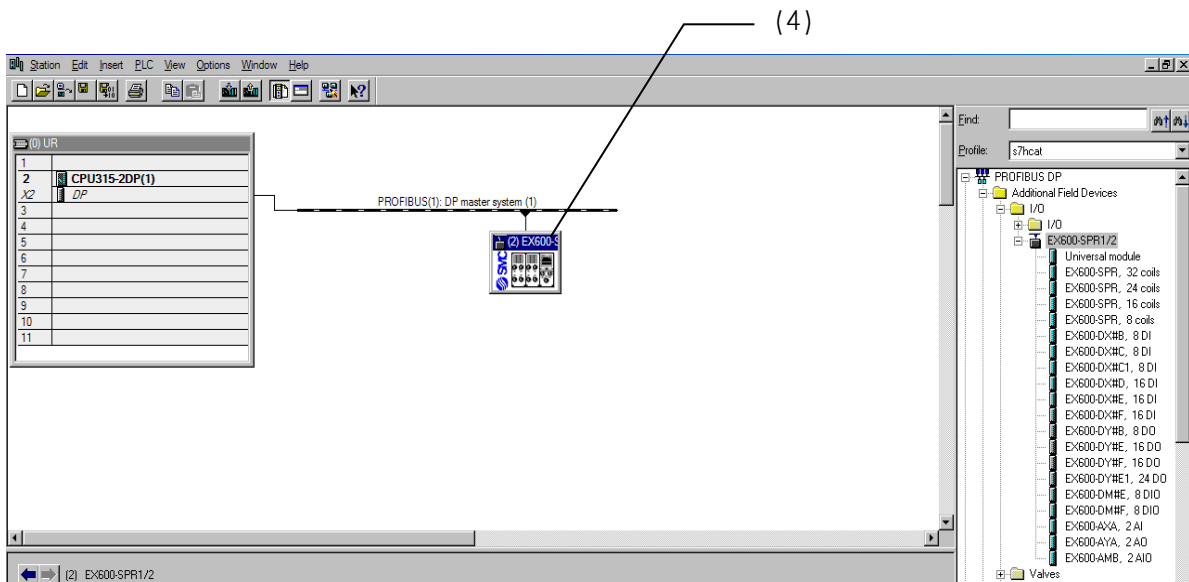 (4)
Station Edit Insert PLC View Options Window Help
(0) UR
1
2 CPU315-2DP(1)
X2 DP
3
4
5
6
7
8
9
10
11
PROFIBUS(1): DP master system (1)
(2) EX600-S
SMC
Find:
Profile: s7hcat
PROFIBUS DP
Additional Field Devices
I/O
I/O
EX600-SPR1/2
Universal module
EX600-SPR, 32 coils
EX600-SPR, 24 coils
EX600-SPR, 16 coils
EX600-SPR, 8 coils
EX600-DX#B, 8 DI
EX600-DX#C, 8 DI
EX600-DX#C1, 8 DI
EX600-DX#D, 16 DI
EX600-DX#E, 16 DI
EX600-DX#F, 16 DI
EX600-DY#B, 8 DO
EX600-DY#E, 16 DO
EX600-DY#F, 16 DO
EX600-DY#E1, 24 DO
EX600-DM#E, 8 DIO
EX600-DM#F, 8 DIO
EX600-AXA, 2 AI
EX600-AYA, 2 AO
EX600-AMB, 2 AIO
Valves
(2) EX600-SPR1/2